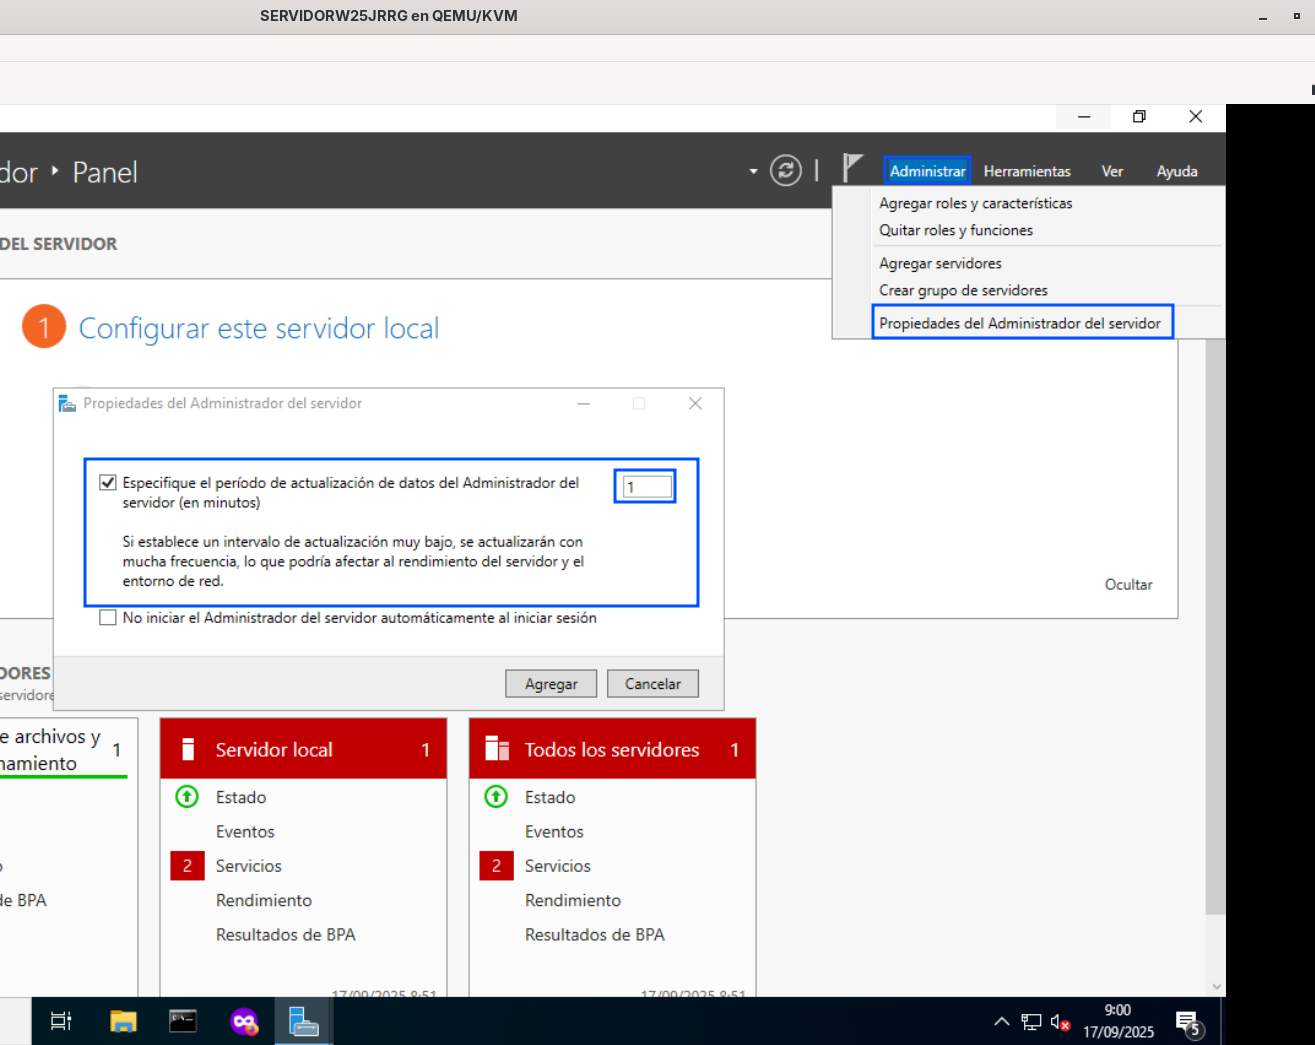 SERVIDORW25JRRG en QEMU/KVM
dor ‣ Panel
Administrar Herramientas Ver Ayuda
Agregar roles y características
Quitar roles y funciones
Agregar servidores
Crear grupo de servidores
Propiedades del Administrador del servidor
DEL SERVIDOR
1 Configurar este servidor local
Propiedades del Administrador del servidor
Especifique el período de actualización de datos del Administrador del
servidor (en minutos)
1
Si establece un intervalo de actualización muy bajo, se actualizarán con
mucha frecuencia, lo que podría afectar al rendimiento del servidor y el
entorno de red.
No iniciar el Administrador del servidor automáticamente al iniciar sesión
Agregar Cancelar
Ocultar
DORES
servidore
e archivos y
namiento
1
o
de BPA
Servidor local 1
Estado
Eventos
2 Servicios
Rendimiento
Resultados de BPA
17/09/2025 8:51
Todos los servidores 1
Estado
Eventos
2 Servicios
Rendimiento
Resultados de BPA
17/09/2025 8:51
9:00
17/09/2025
5